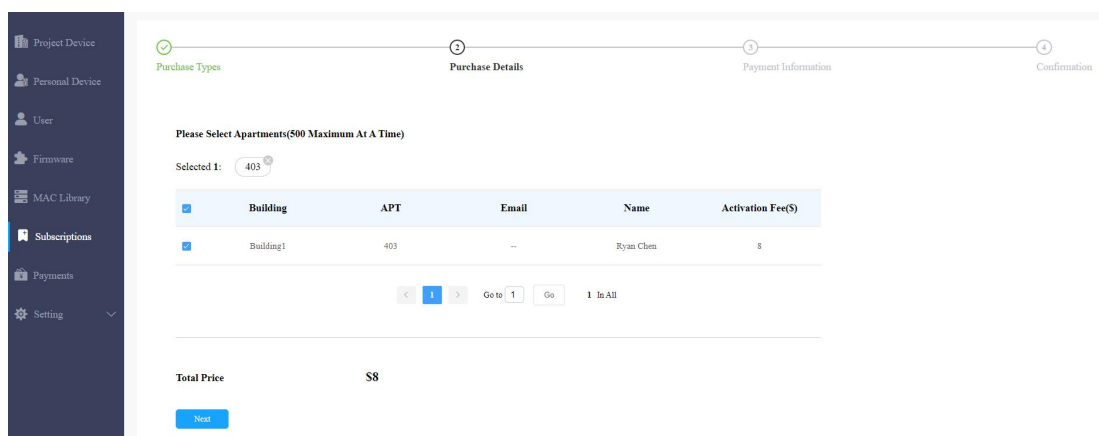 Project Device
Personal Device
User
Firmware
MAC Library
Subscriptions
Payments
Setting
2 3 4
Purchase Types Purchase Details Payment Information Confirmation
Please Select Apartments(500 Maximum At A Time)
Selected 1: 403
Building APT Email Name Activation Fee($)
Building1 403 -- Ryan Chen 8
< 1 > Go to 1 Go 1 In All
Total Price $8
Next